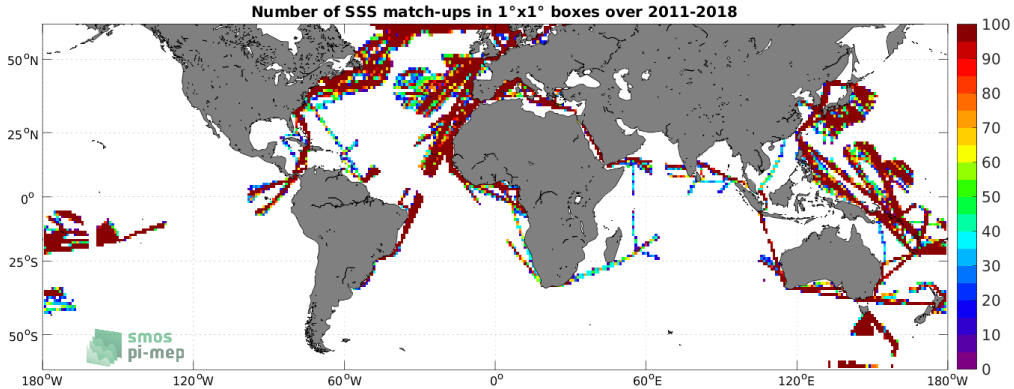 Number of SSS match-ups in 1°x1° boxes over 2011-2018
50°N
25°N
0°
25°S
50°S
180°W
120°W
60°W
0°
60°E
120°E
180°W
100
90
80
70
60
50
40
30
20
10
0
smos
pi-mep